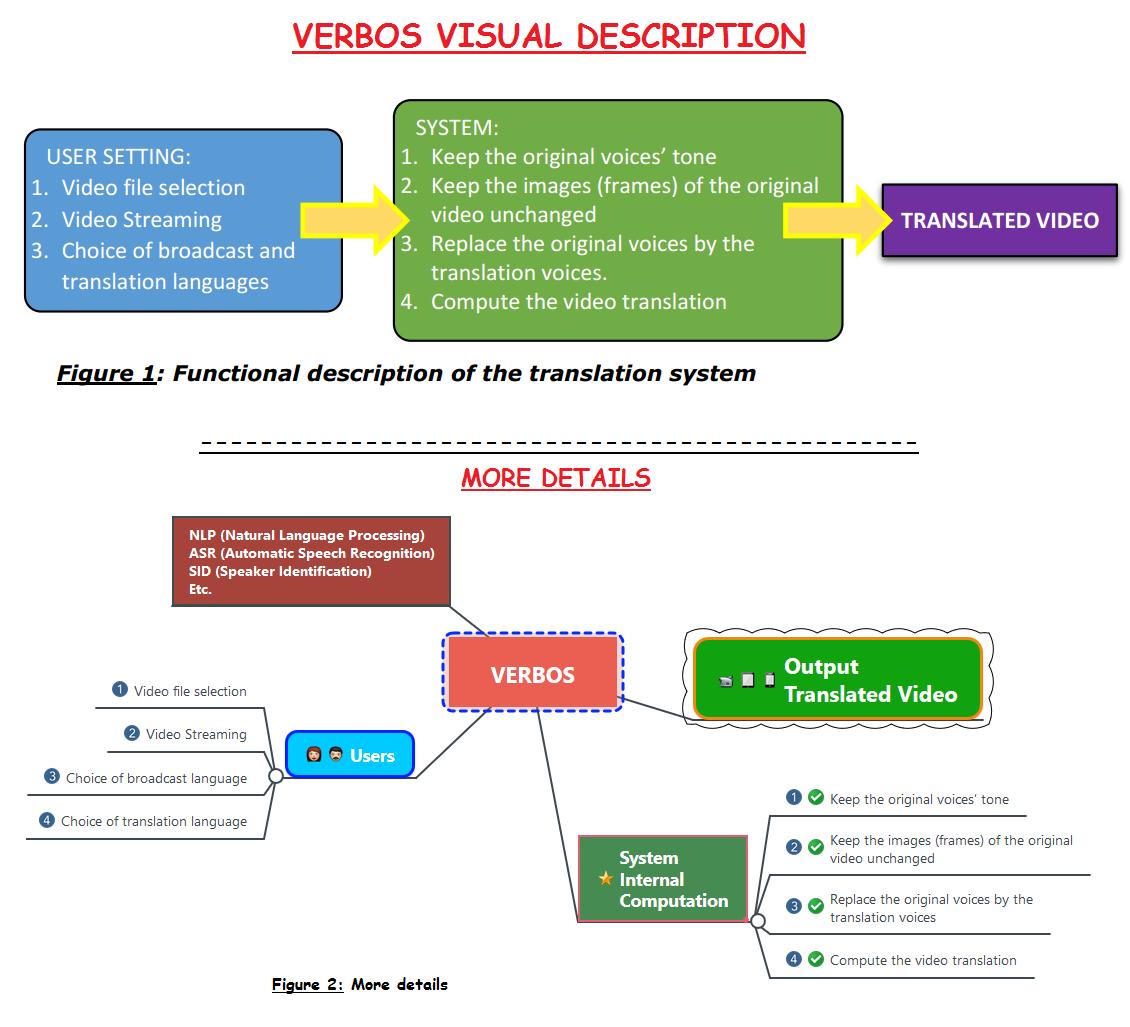 VERBOS VISUAL DESCRIPTION
USER SETTING:
1. Video file selection
2. Video Streaming
3. Choice of broadcast and
translation languages
SYSTEM:
1. Keep the original voices’ tone
2. Keep the images (frames) of the original
video unchanged
3. Replace the original voices by the
translation voices.
4. Compute the video translation
TRANSLATED VIDEO
Figure 1: Functional description of the translation system
MORE DETAILS
NLP (Natural Language Processing)
ASR (Automatic Speech Recognition)
SID (Speaker Identification)
Etc.
VERBOS
Output
Translated Video
Users
1 Video file selection
2 Video Streaming
3 Choice of broadcast language
4 Choice of translation language
System
Internal
Computation
1 Keep the original voices’ tone
2 Keep the images (frames) of the original
video unchanged
3 Replace the original voices by the
translation voices
4 Compute the video translation
Figure 2: More details